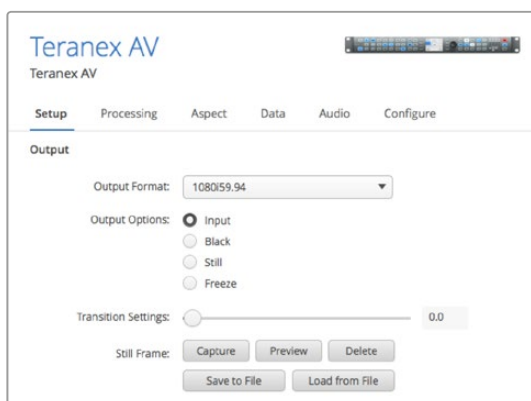 Teranex AV
Teranex AV
Setup Processing Aspect Data Audio Configure
Output
Output Format: 1080i59.94
Output Options: Input
Black
Still
Freeze
Transition Settings: 0.0
Still Frame: Capture Preview Delete
Save to File Load from File